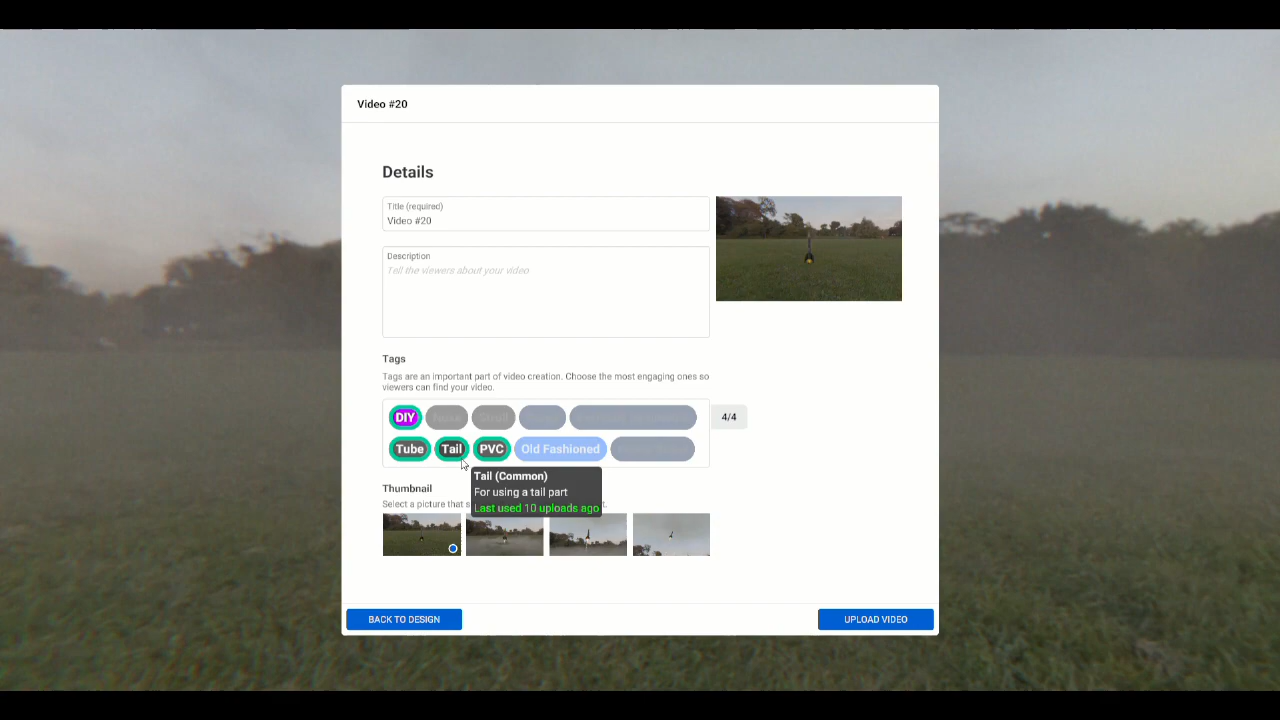 Video #20
Details
Title (required)
Video #20
Description
Tell the viewers about your video
Tags
Tags are an important part of video creation. Choose the most engaging ones so
viewers can find your video.
DIY
4/4
Tube Tail PVC Old Fashioned
Tail (Common)
For using a tail part
Last used 10 uploads ago
Thumbnail
Select a picture that s
t.
BACK TO DESIGN
UPLOAD VIDEO